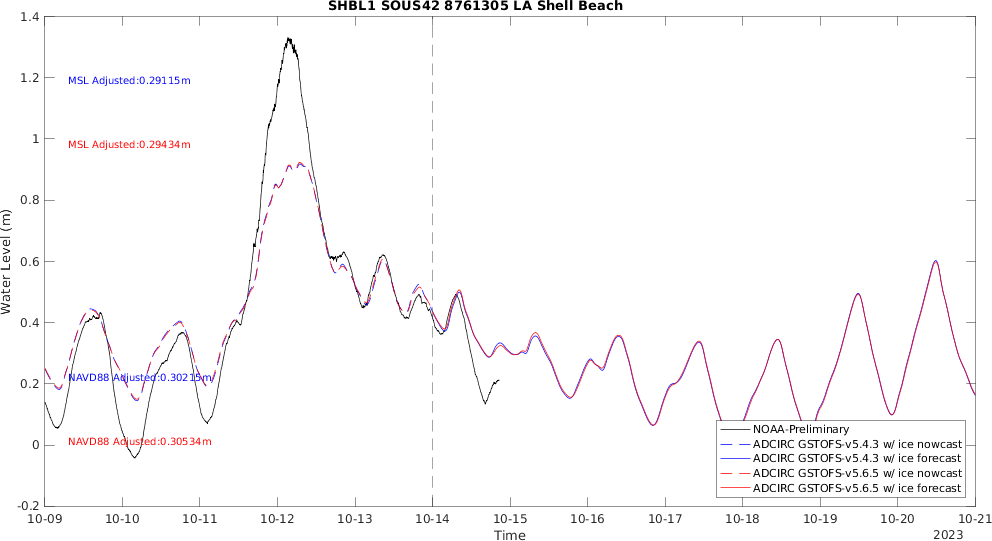 SHBL1 SOUS42 8761305 LA Shell Beach
1.4
1.2
1
0.8
0.6
0.4
0.2
0
-0.2
Water Level (m)
MSL Adjusted:0.29115m
MSL Adjusted:0.29434m
NAVD88 Adjusted:0.30215m
NAVD88 Adjusted:0.30534m
NOAA-Preliminary
ADCIRC GSTOFS-v5.4.3 w/ ice nowcast
ADCIRC GSTOFS-v5.4.3 w/ ice forecast
ADCIRC GSTOFS-v5.6.5 w/ ice nowcast
ADCIRC GSTOFS-v5.6.5 w/ ice forecast
10-09 10-10 10-11 10-12 10-13 10-14 10-15 10-16 10-17 10-18 10-19 10-20 10-21
Time
2023